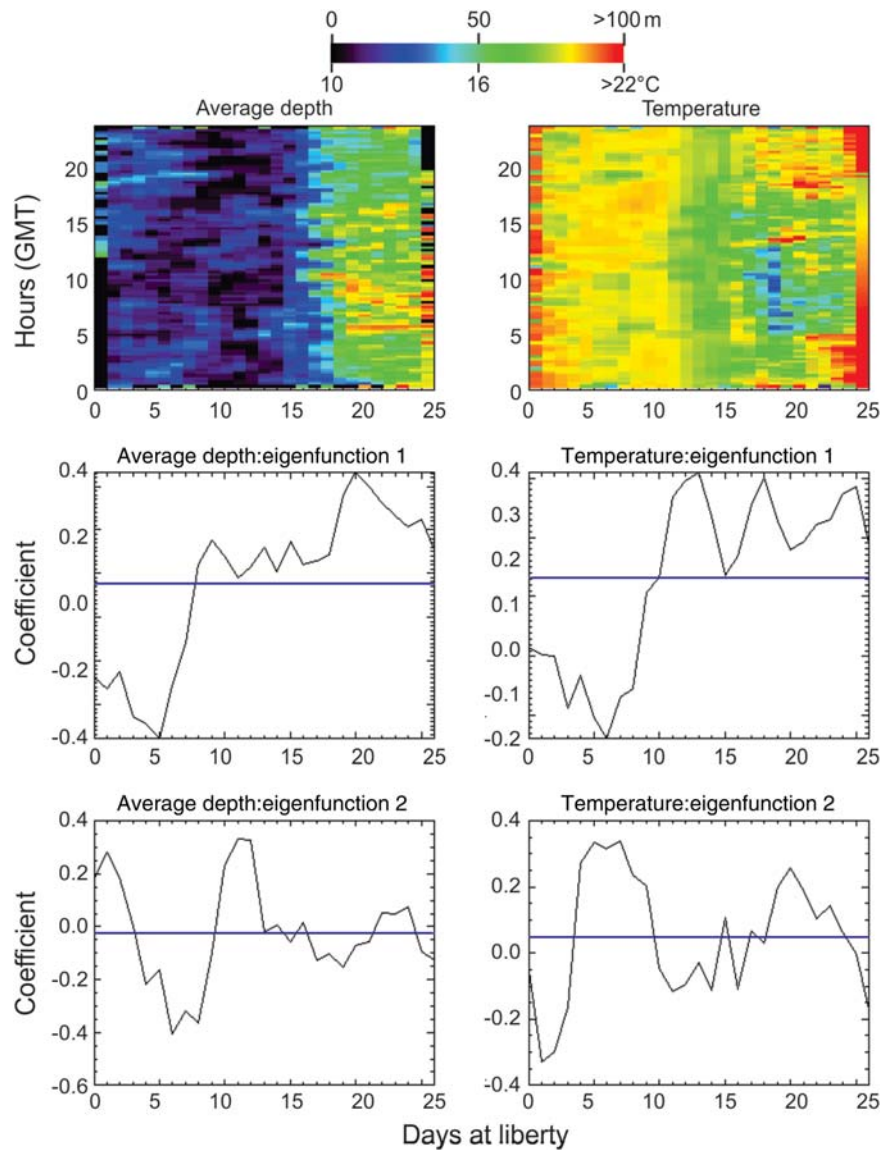 0 50 >100 m
10 16 >22°C
Average depth Temperature
Hours (GMT)
20
15
10
5
0
0 5 10 15 20 25
20
15
10
5
0
0 5 10 15 20 25
Average depth:eigenfunction 1
Coefficient
0.4
0.2
0.0
-0.2
-0.4
0 5 10 15 20 25
Temperature:eigenfunction 1
0.4
0.3
0.2
0.1
0.0
-0.1
-0.2
0 5 10 15 20 25
Average depth:eigenfunction 2
Coefficient
0.4
0.2
0.0
-0.2
-0.4
-0.6
0 5 10 15 20 25
Temperature:eigenfunction 2
0.4
0.2
0.0
-0.2
0.4
0 5 10 15 20 25
Days at liberty